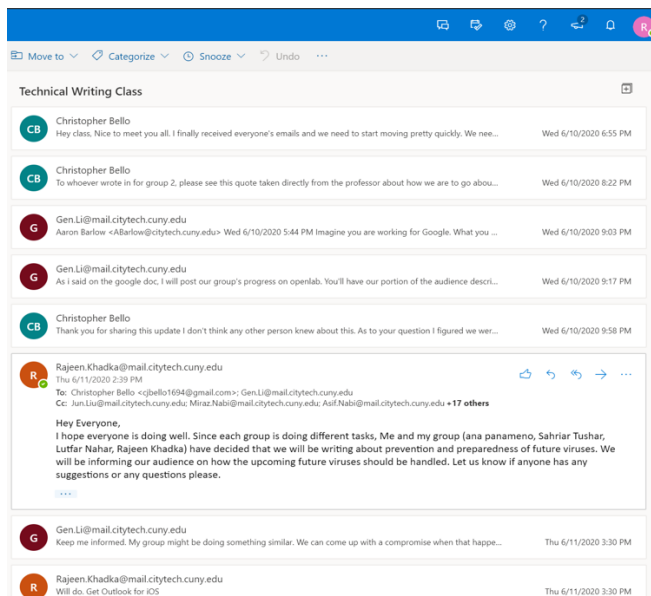 2
R
Move to
Categorize
Snooze
Undo
Technical Writing Class
CB
Christopher Bello
Hey class, Nice to meet you all. I finally received everyone's emails and we need to start moving pretty quickly. We nee...
Wed 6/10/2020 6:55 PM
CB
Christopher Bello
To whoever wrote in for group 2, please see this quote taken directly from the professor about how we are to go abou...
Wed 6/10/2020 8:22 PM
G
Gen.Li@mail.citytech.cuny.edu
Aaron Barlow <ABarlow@citytech.cuny.edu> Wed 6/10/2020 5:44 PM Imagine you are working for Google. What you ...
Wed 6/10/2020 9:03 PM
G
Gen.Li@mail.citytech.cuny.edu
As i said on the google doc, I will post our group's progress on openlab. You'll have our portion of the audience descri...
Wed 6/10/2020 9:17 PM
CB
Christopher Bello
Thank you for sharing this update I don't think any other person knew about this. As to your question I figured we wer...
Wed 6/10/2020 9:58 PM
R
Rajeen.Khadka@mail.citytech.cuny.edu
Thu 6/11/2020 2:39 PM
To: Christopher Bello <cjbello1694@gmail.com>; Gen.Li@mail.citytech.cuny.edu
Cc: Jun.Liu@mail.citytech.cuny.edu; Miraz.Nabi@mail.citytech.cuny.edu; Asif.Nabi@mail.citytech.cuny.edu +17 others
Hey Everyone,
I hope everyone is doing well. Since each group is doing different tasks, Me and my group (ana panameno, Sahriar Tushar,
Lutfar Nahar, Rajeen Khadka) have decided that we will be writing about prevention and preparedness of future viruses. We
will be informing our audience on how the upcoming future viruses should be handled. Let us know if anyone has any
suggestions or any questions please.
...
G
Gen.Li@mail.citytech.cuny.edu
Keep me informed. My group might be doing something similar. We can come up with a compromise when that happe...
Thu 6/11/2020 3:30 PM
R
Rajeen.Khadka@mail.citytech.cuny.edu
Will do. Get Outlook for iOS
Thu 6/11/2020 3:30 PM